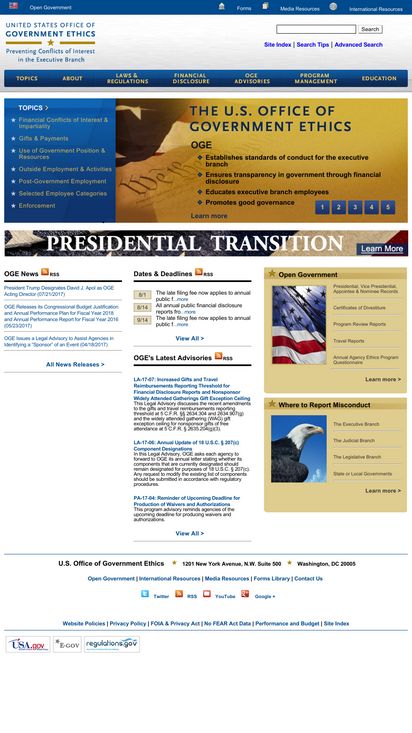 Open Government
Forms
Media Resources
International Resources
UNITED STATES OFFICE OF
GOVERNMENT ETHICS
Preventing Conflicts of Interest
in the Executive Branch
Search
Site Index | Search Tips | Advanced Search
TOPICS
ABOUT
LAWS &
REGULATIONS
FINANCIAL
DISCLOSURE
OGE
ADVISORIES
PROGRAM
MANAGEMENT
EDUCATION
TOPICS >
Financial Conflicts of Interest &
Impartiality
Gifts & Payments
Use of Government Position &
Resources
Outside Employment & Activities
Post-Government Employment
Selected Employee Categories
Enforcement
We the
THE U.S. OFFICE OF
GOVERNMENT ETHICS
OGE
Establishes standards of conduct for the executive
branch
Ensures transparency in government through financial
disclosure
Educates executive branch employees
Promotes good governance
Learn more
1 2 3 4 5
PRESIDENTIAL TRANSITION
Learn More
OGE News RSS
President Trump Designates David J. Apol as OGE
Acting Director (07/21/2017)
OGE Releases its Congressional Budget Justification
and Annual Performance Plan for Fiscal Year 2018
and Annual Performance Report for Fiscal Year 2016
(05/23/2017)
OGE Issues a Legal Advisory to Assist Agencies in
Identifying a "Sponsor" of an Event (04/18/2017)
All News Releases >
Dates & Deadlines RSS
8/1 The late filing fee now applies to annual
public f...more
8/14 All annual public financial disclosure
reports fro...more
9/14 The late filing fee now applies to annual
public f...more
View All >
OGE's Latest Advisories RSS
LA-17-07: Increased Gifts and Travel
Reimbursements Reporting Threshold for
Financial Disclosure Reports and Nonsponsor
Widely Attended Gatherings Gift Exception Ceiling
This Legal Advisory discusses the recent amendments
to the gifts and travel reimbursements reporting
threshold at 5 C.F.R. §§ 2634.304 and 2634.907(g)
and the widely attended gathering (WAG) gift
exception ceiling for nonsponsor gifts of free
attendance at 5 C.F.R. § 2635.204(g)(3).
LA-17-06: Annual Update of 18 U.S.C. § 207(c)
Component Designations
In this Legal Advisory, OGE asks each agency to
forward to OGE its annual letter stating whether its
components that are currently designated should
remain designated for purposes of 18 U.S.C. § 207(c).
Any request to modify the existing list of components
should be submitted in accordance with regulatory
procedures.
PA-17-04: Reminder of Upcoming Deadline for
Production of Waivers and Authorizations
This program advisory reminds agencies of the
upcoming deadline for producing waivers and
authorizations.
View All >
Open Government
Presidential, Vice Presidential,
Appointee & Nominee Records
Certificates of Divestiture
Program Review Reports
Travel Reports
Annual Agency Ethics Program
Questionnaire
Learn more >
Where to Report Misconduct
The Executive Branch
The Judicial Branch
The Legislative Branch
State or Local Governments
Learn more >
U.S. Office of Government Ethics ★ 1201 New York Avenue, N.W. Suite 500 ★ Washington, DC 20005
Open Government | International Resources | Media Resources | Forms Library | Contact Us
Twitter RSS YouTube Google +
Website Policies | Privacy Policy | FOIA & Privacy Act | No FEAR Act Data | Performance and Budget | Site Index
USA.gov
E-GOV
regulations.gov